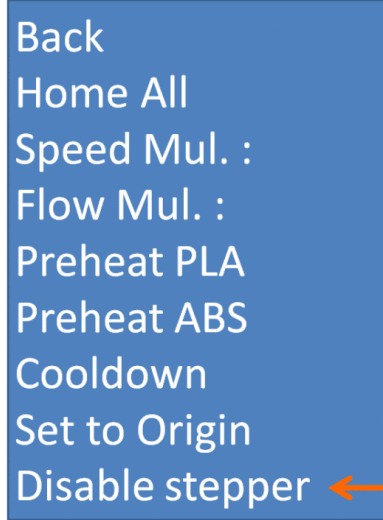 Back
Home All
Speed Mul. :
Flow Mul. :
Preheat PLA
Preheat ABS
Cooldown
Set to Origin
Disable stepper